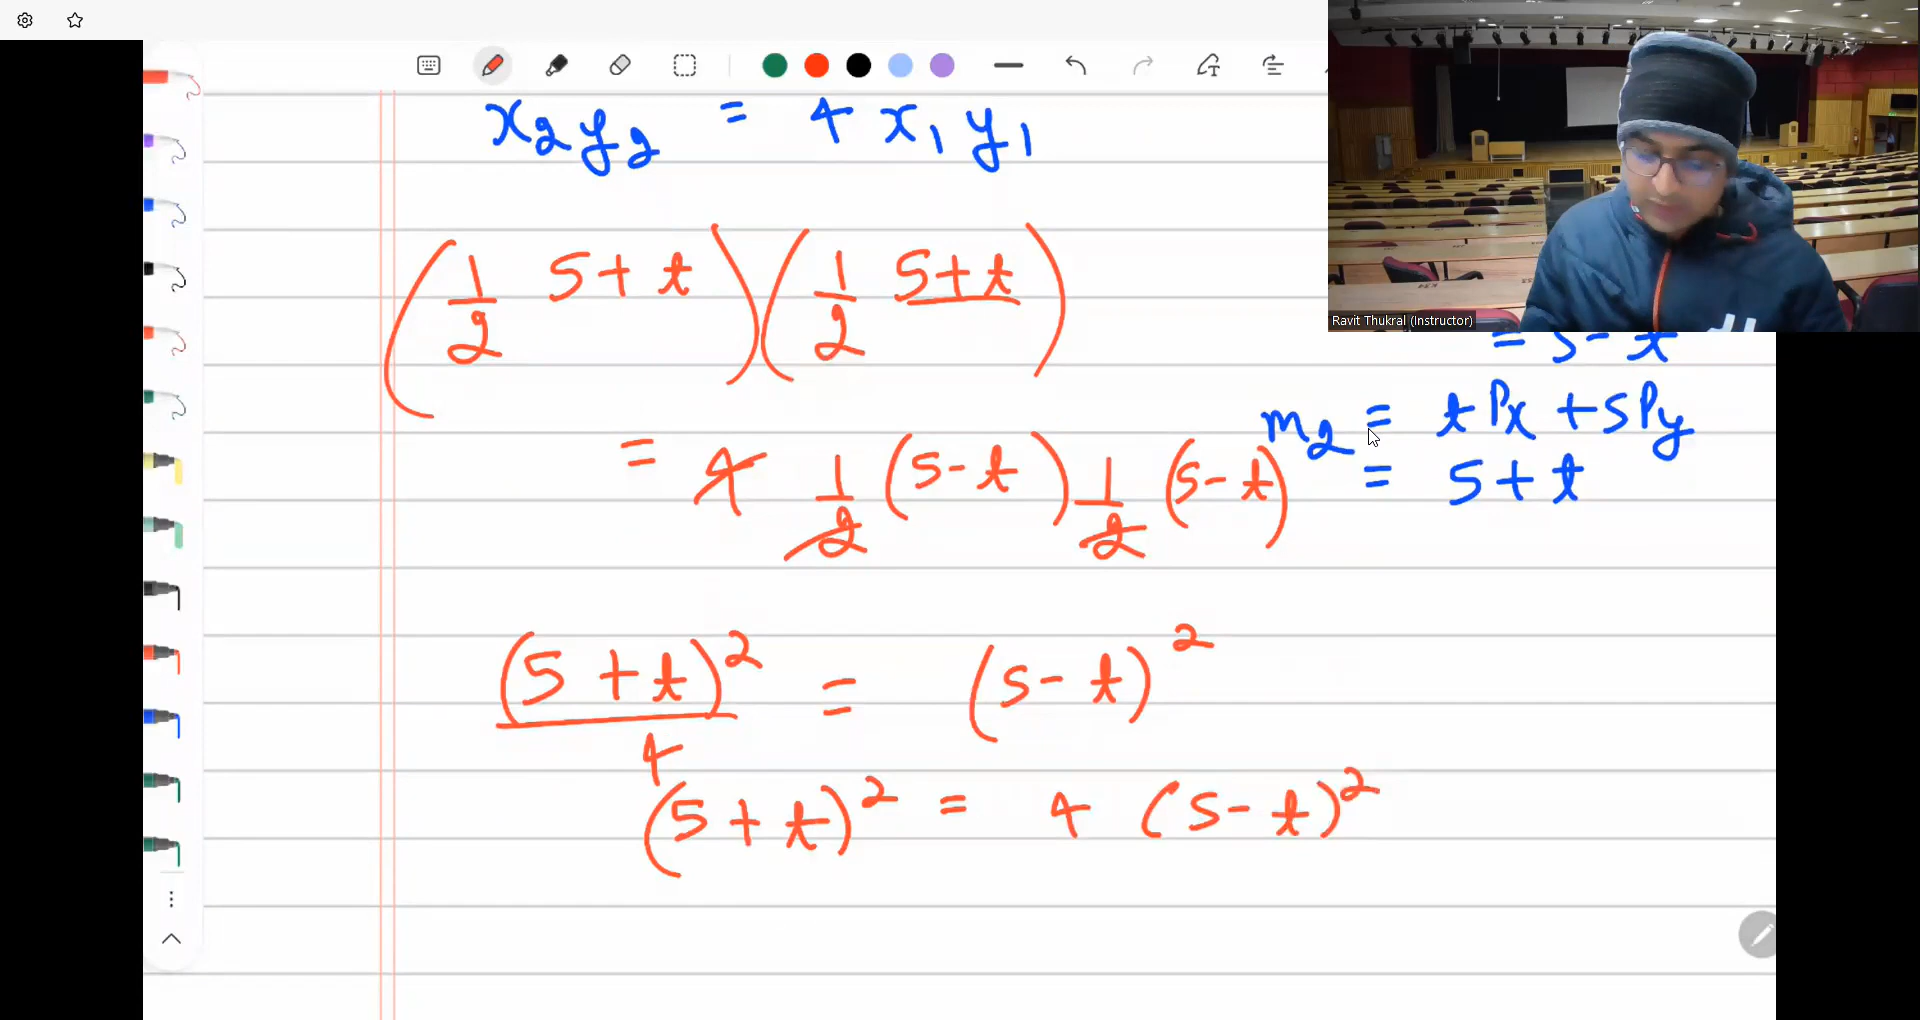 x₂y₂ = 4 x₁y₁
(1/2 S+t)(1/2 S+t)
= 4 1/2 (S-t) 1/2 (S-t)
(S+t)²/4 = (S-t)²
(S+t)² = 4 (S-t)²
Ravit Thukral (Instructor)
= S-t
m₂ = tPx + SPy
= S+t